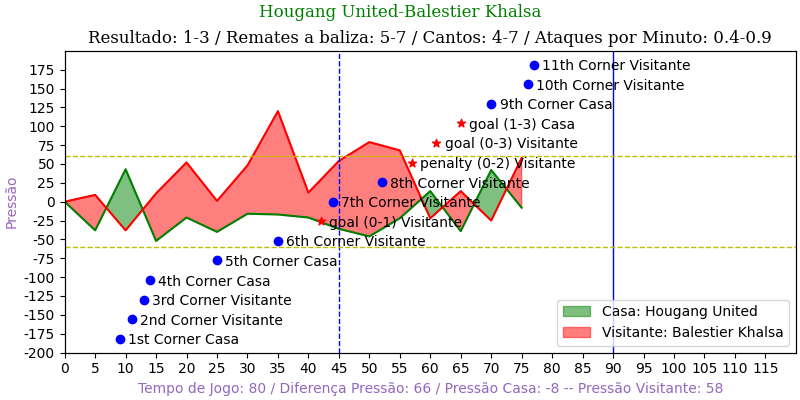 Hougang United-Balestier Khalsa
Resultado: 1-3 / Remates a baliza: 5-7 / Cantos: 4-7 / Ataques por Minuto: 0.4-0.9
Pressão
175
150
125
100
75
50
25
0
-25
-50
-75
-100
-125
-150
-175
-200
11th Corner Visitante
10th Corner Visitante
9th Corner Casa
goal (1-3) Casa
goal (0-3) Visitante
penalty (0-2) Visitante
8th Corner Visitante
7th Corner Visitante
goal (0-1) Visitante
6th Corner Visitante
5th Corner Casa
4th Corner Casa
3rd Corner Visitante
2nd Corner Visitante
1st Corner Casa
Casa: Hougang United
Visitante: Balestier Khalsa
0 5 10 15 20 25 30 35 40 45 50 55 60 65 70 75 80 85 90 95 100 105 110 115
Tempo de Jogo: 80 / Diferença Pressão: 66 / Pressão Casa: -8 -- Pressão Visitante: 58